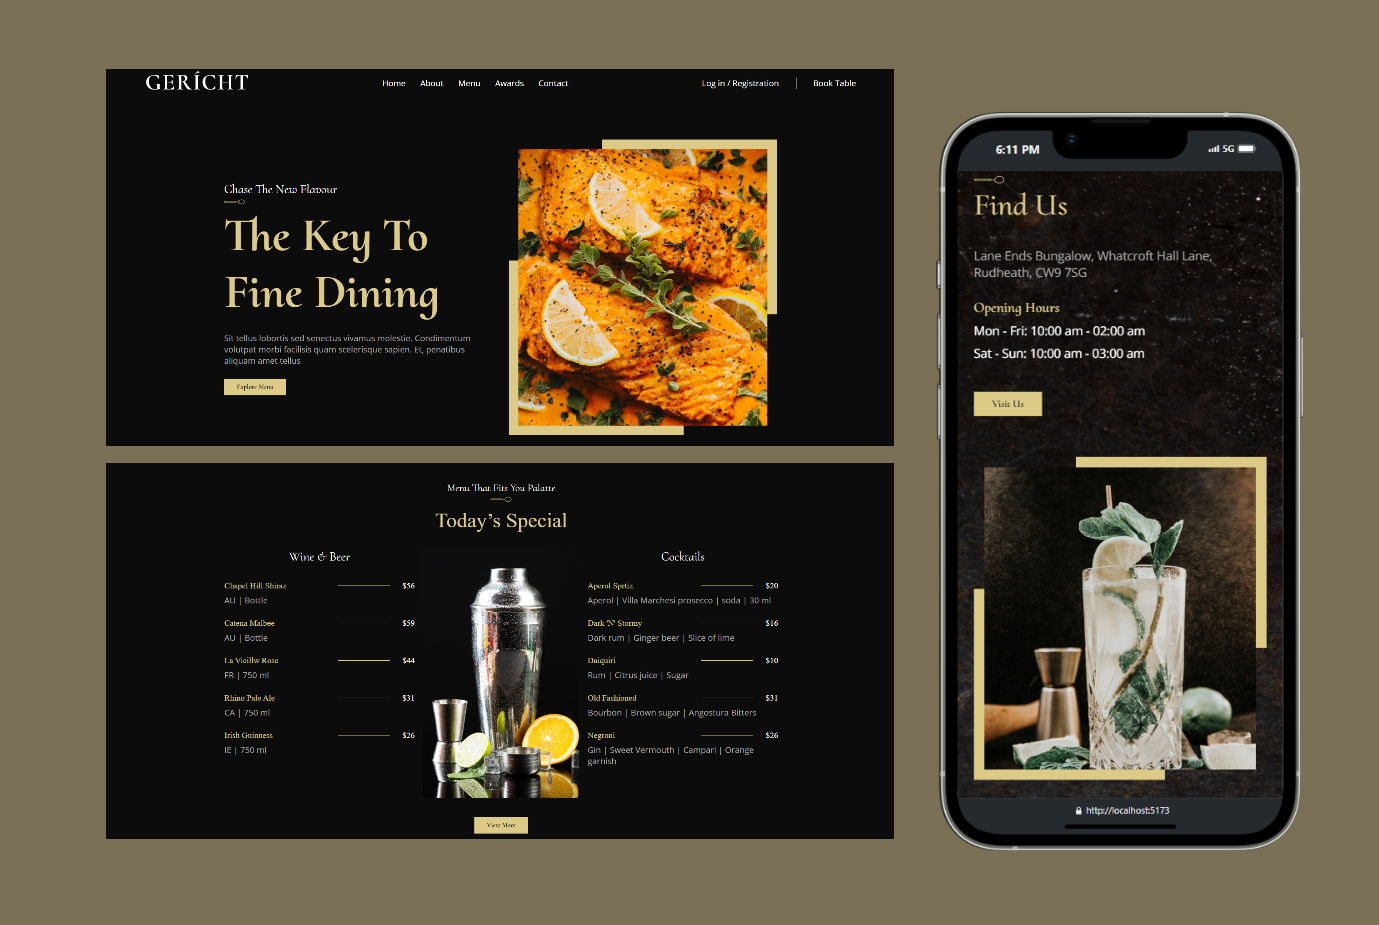 GERÍCHT
Home About Menu Awards Contact
Log in / Registration Book Table
Chase The New Flavour
The Key To
Fine Dining
Sit tellus lobortis sed senectus vivamus molestie. Condimentum
volutpat morbi facilisis quam scelerisque sapien. Et, penatibus
aliquam amet tellus
Explore Menu
Menu That Fits You Palatte
Today's Special
Wine & Beer
Chapel Hill Shiraz $56
AU | Bottle
Catena Malbee $59
AU | Bottle
La Vieillw Rose $44
FR | 750 ml
Rhino Pale Ale $31
CA | 750 ml
Irish Guinness $26
IE | 750 ml
Cocktails
Aperol Sprtiz $20
Aperol | Villa Marchesi prosecco | soda | 30 ml
Dark 'N' Stormy $16
Dark rum | Ginger beer | Slice of lime
Daiquiri $10
Rum | Citrus juice | Sugar
Old Fashioned $31
Bourbon | Brown sugar | Angostura Bitters
Negroni $26
Gin | Sweet Vermouth | Campari | Orange
garnish
View More
6:11 PM 5G
Find Us
Lane Ends Bungalow, Whatcroft Hall Lane,
Rudheath, CW9 7SG
Opening Hours
Mon - Fri: 10:00 am - 02:00 am
Sat - Sun: 10:00 am - 03:00 am
Visit Us
http://localhost:5173